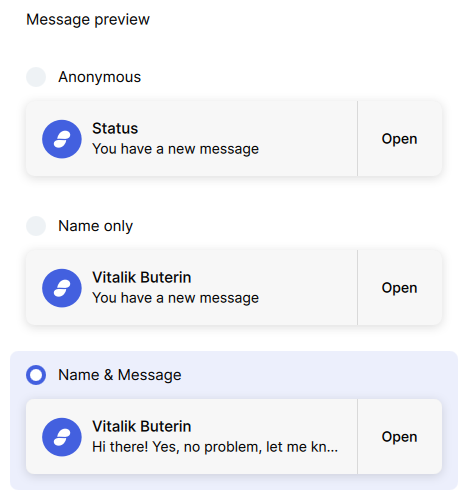 Message preview
Anonymous
Status
You have a new message
Open
Name only
Vitalik Buterin
You have a new message
Open
Name & Message
Vitalik Buterin
Hi there! Yes, no problem, let me kn...
Open